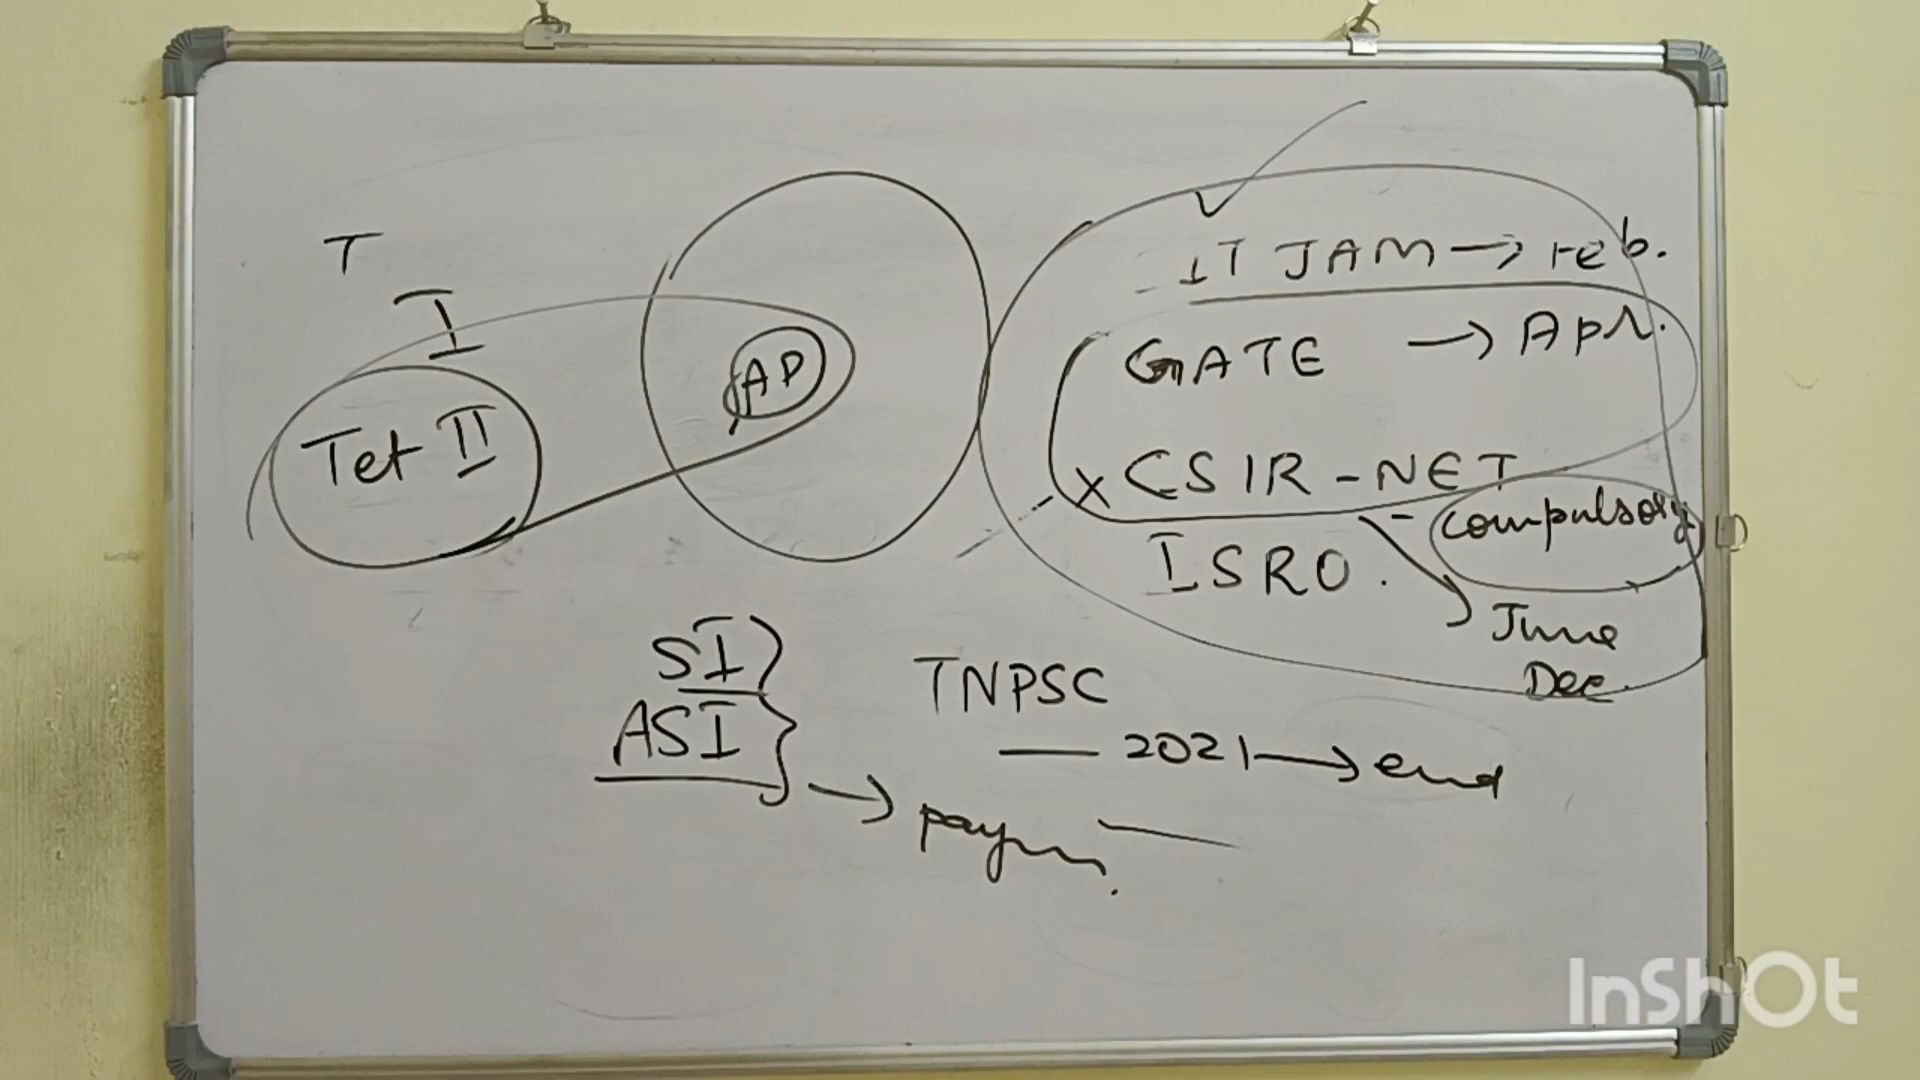 T
I
Tet II
AP
IT JAM → Feb.
GATE → Apr.
x CSIR - NET
- compulsory
ISRO.
June
Dec.
SI
ASI
TNPSC
— 2021 → end
→
InShOt